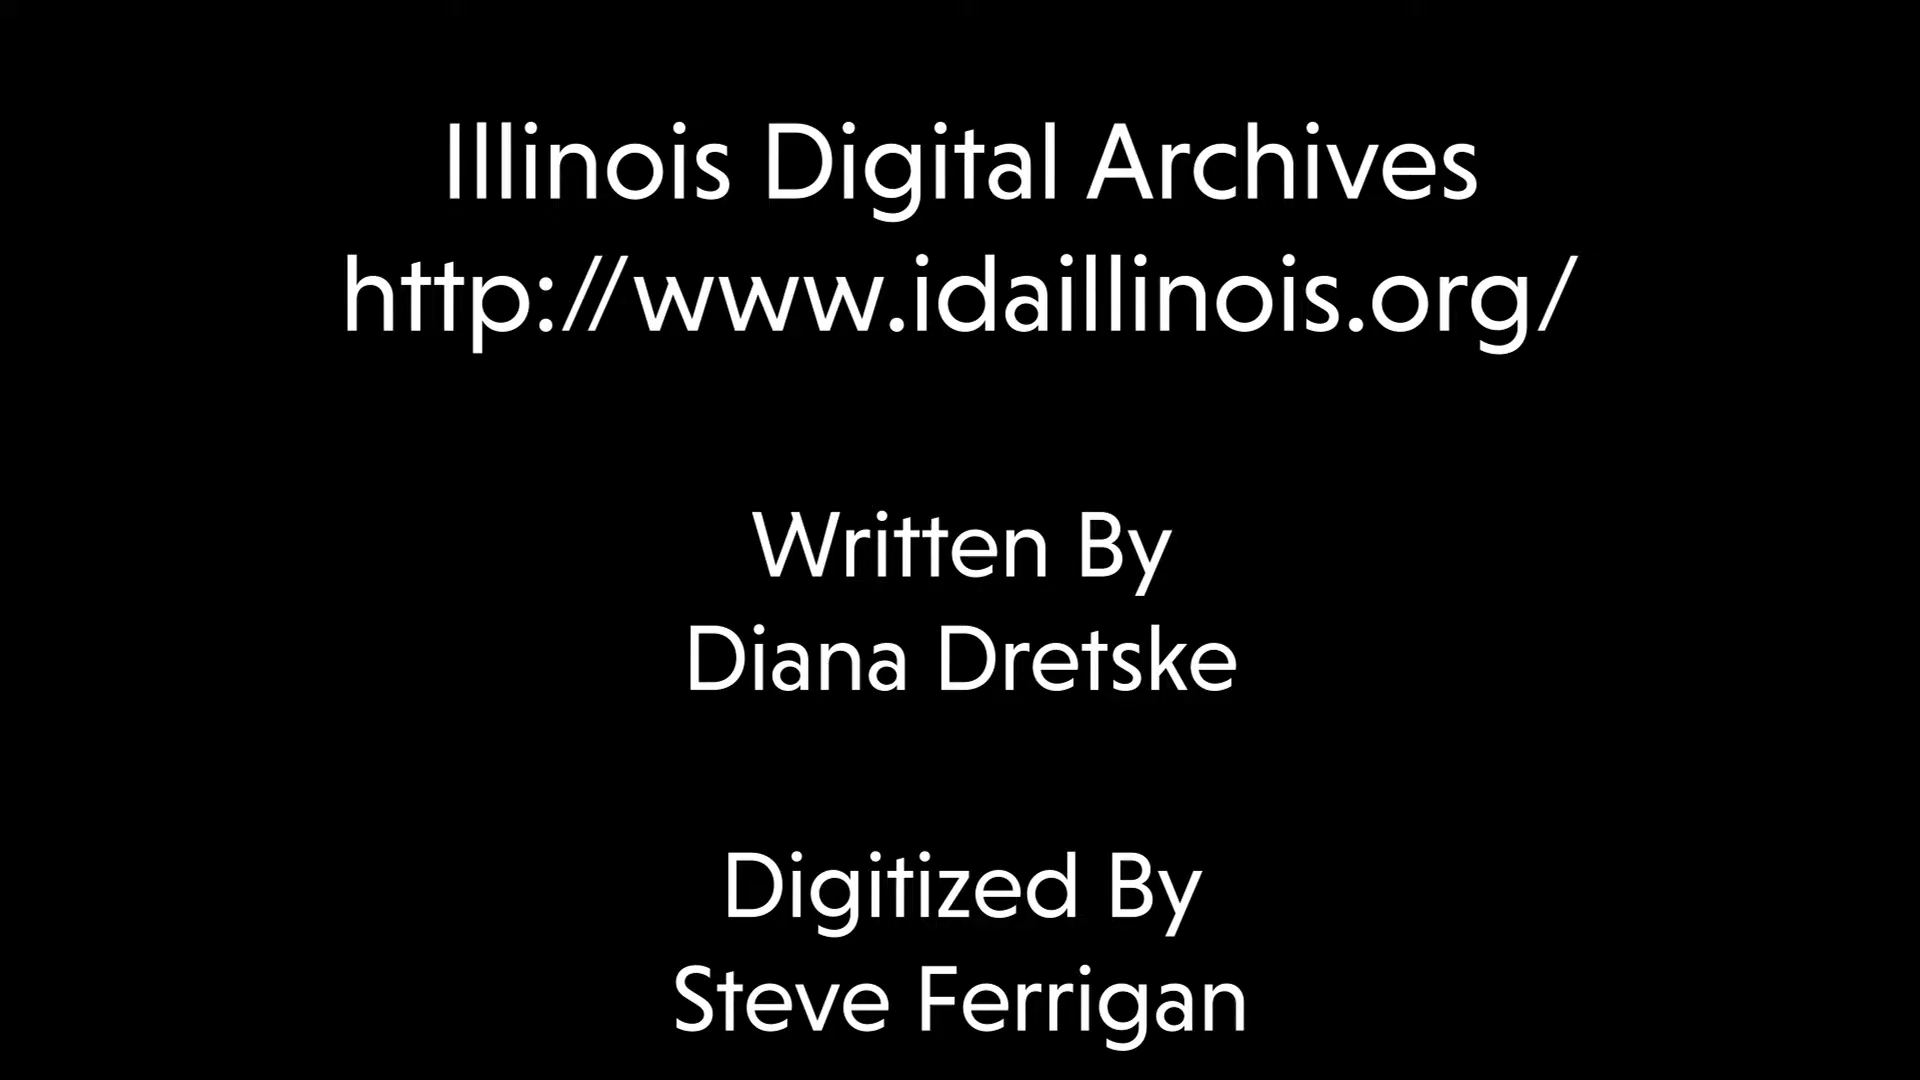 Illinois Digital Archives
http://www.idaillinois.org/
Written By
Diana Dretske
Digitized By
Steve Ferrigan